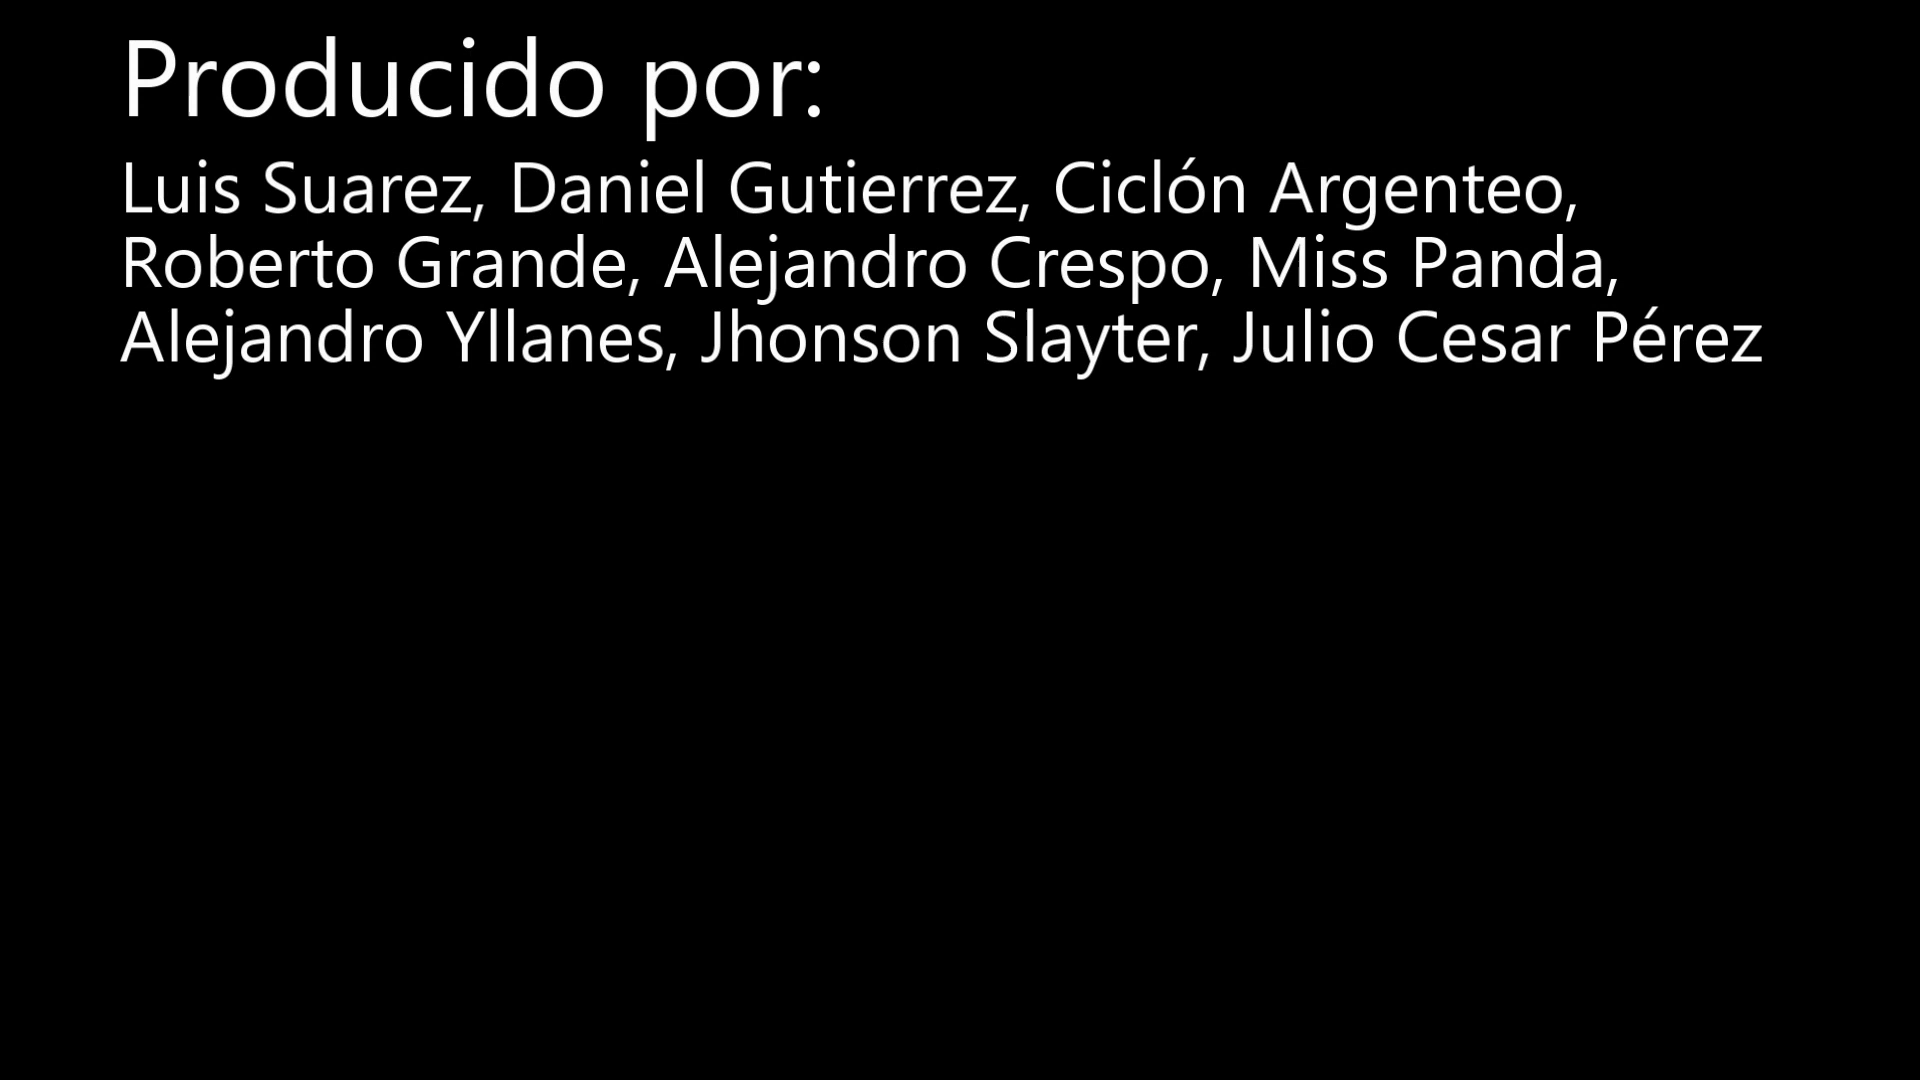 Producido por:
Luis Suarez, Daniel Gutierrez, Ciclón Argenteo,
Roberto Grande, Alejandro Crespo, Miss Panda,
Alejandro Yllanes, Jhonson Slayter, Julio Cesar Pérez